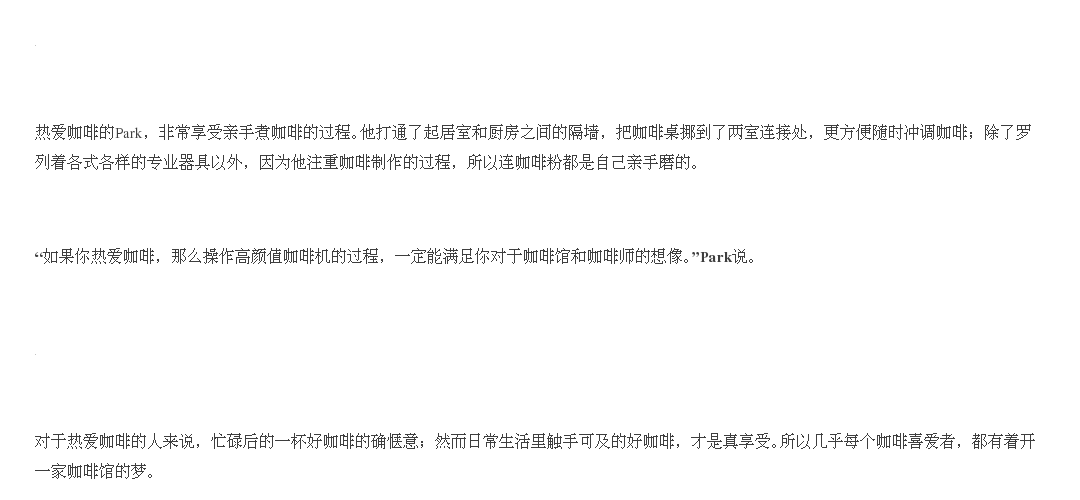 热爱咖啡的Park，非常享受亲手煮咖啡的过程。他打通了起居室和厨房之间的隔墙，把咖啡桌挪到了两室连接处，更方便随时冲调咖啡；除了罗
列着各式各样的专业器具以外，因为他注重咖啡制作的过程，所以连咖啡粉都是自己亲手磨的。
“如果你热爱咖啡，那么操作高颜值咖啡机的过程，一定能满足你对于咖啡馆和咖啡师的想像。”Park说。
对于热爱咖啡的人来说，忙碌后的一杯好咖啡的确惬意；然而日常生活里触手可及的好咖啡，才是真享受。所以几乎每个咖啡喜爱者，都有着开
一家咖啡馆的梦。